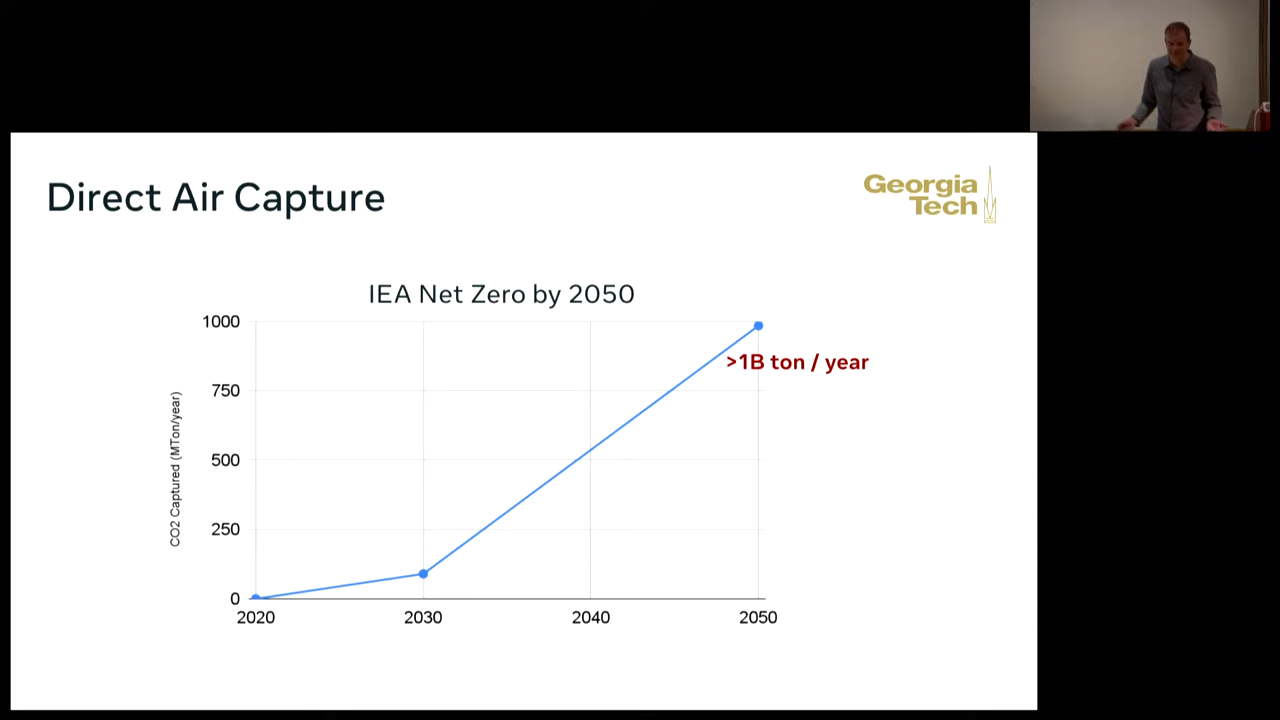 Direct Air Capture
Georgia
Tech
IEA Net Zero by 2050
1000
750
500
250
0
CO2 Captured (MTon/year)
>1B ton / year
2020
2030
2040
2050